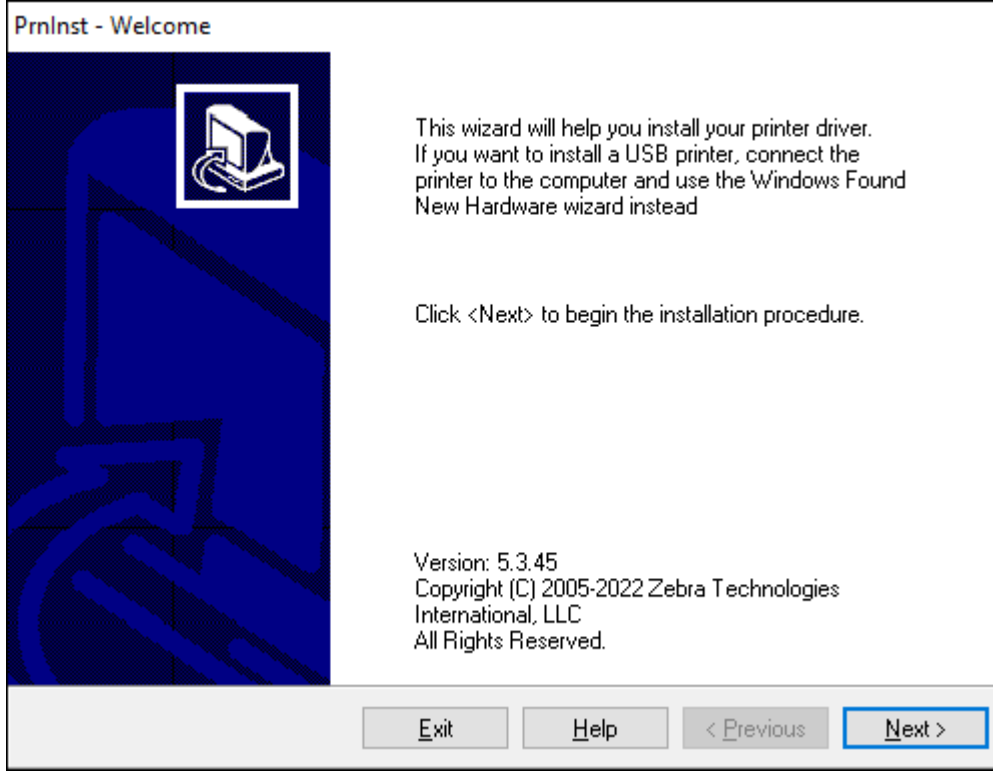 PrnInst - Welcome
This wizard will help you install your printer driver.
If you want to install a USB printer, connect the
printer to the computer and use the Windows Found
New Hardware wizard instead
Click <Next> to begin the installation procedure.
Version: 5.3.45
Copyright (C) 2005-2022 Zebra Technologies
International, LLC
All Rights Reserved.
Exit Help < Previous Next >